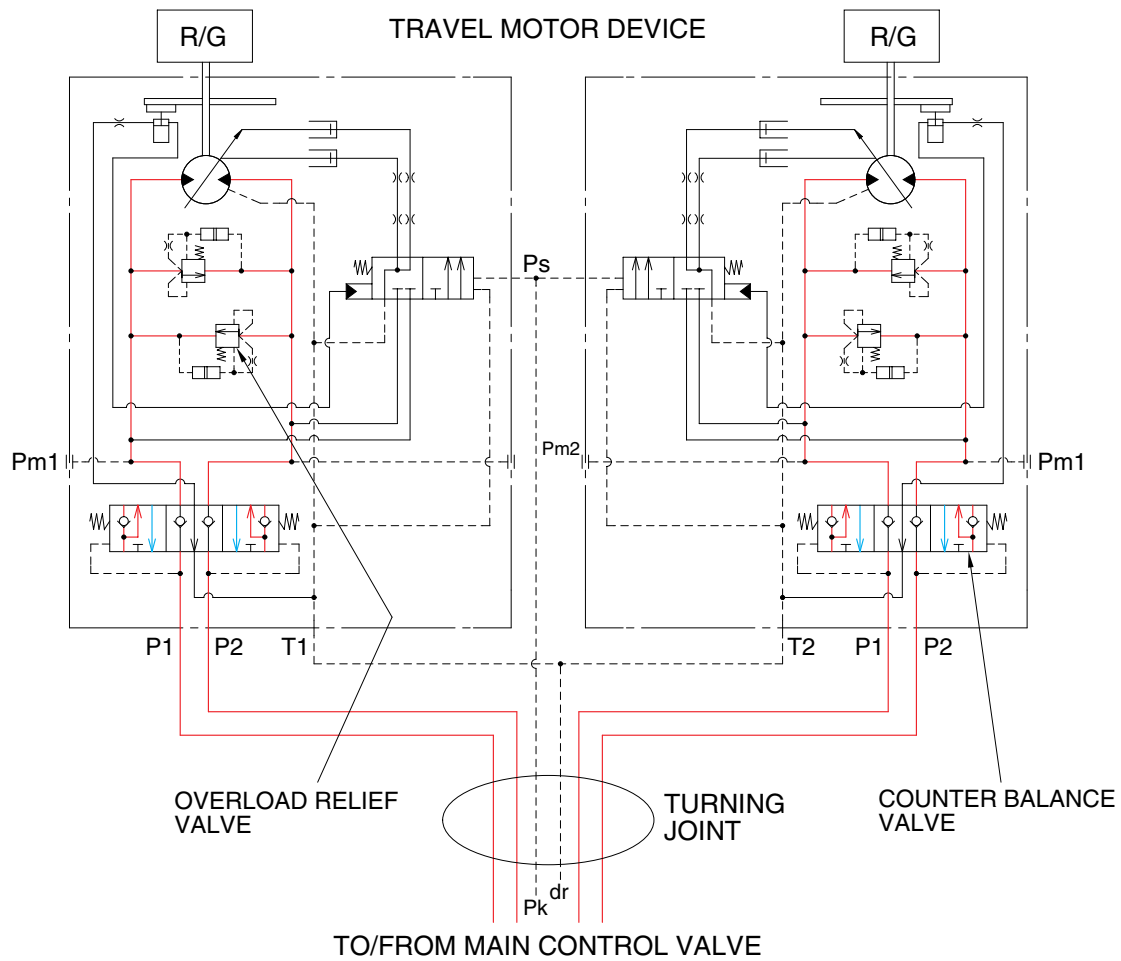 TRAVEL MOTOR DEVICE
R/G
R/G
Ps
Pm1
Pm2
Pm1
P1
P2
T1
T2
P1
P2
OVERLOAD RELIEF
VALVE
TURNING
JOINT
COUNTER BALANCE
VALVE
Pk
dr
TO/FROM MAIN CONTROL VALVE